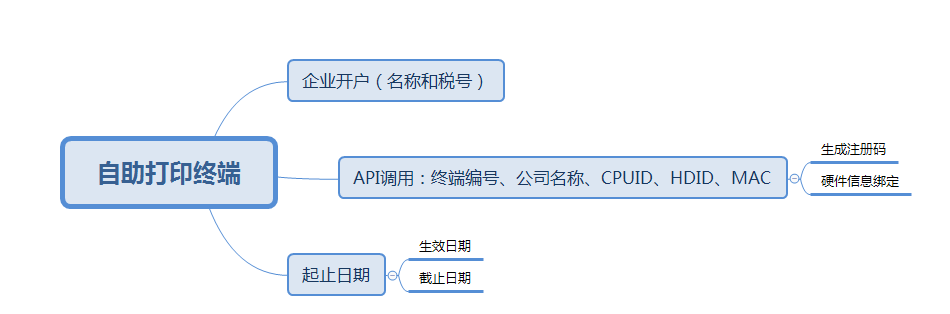 企业开户（名称和税号）
自助打印终端
API调用：终端编号、公司名称、CPUID、HDID、MAC
生成注册码
硬件信息绑定
起止日期
生效日期
截止日期